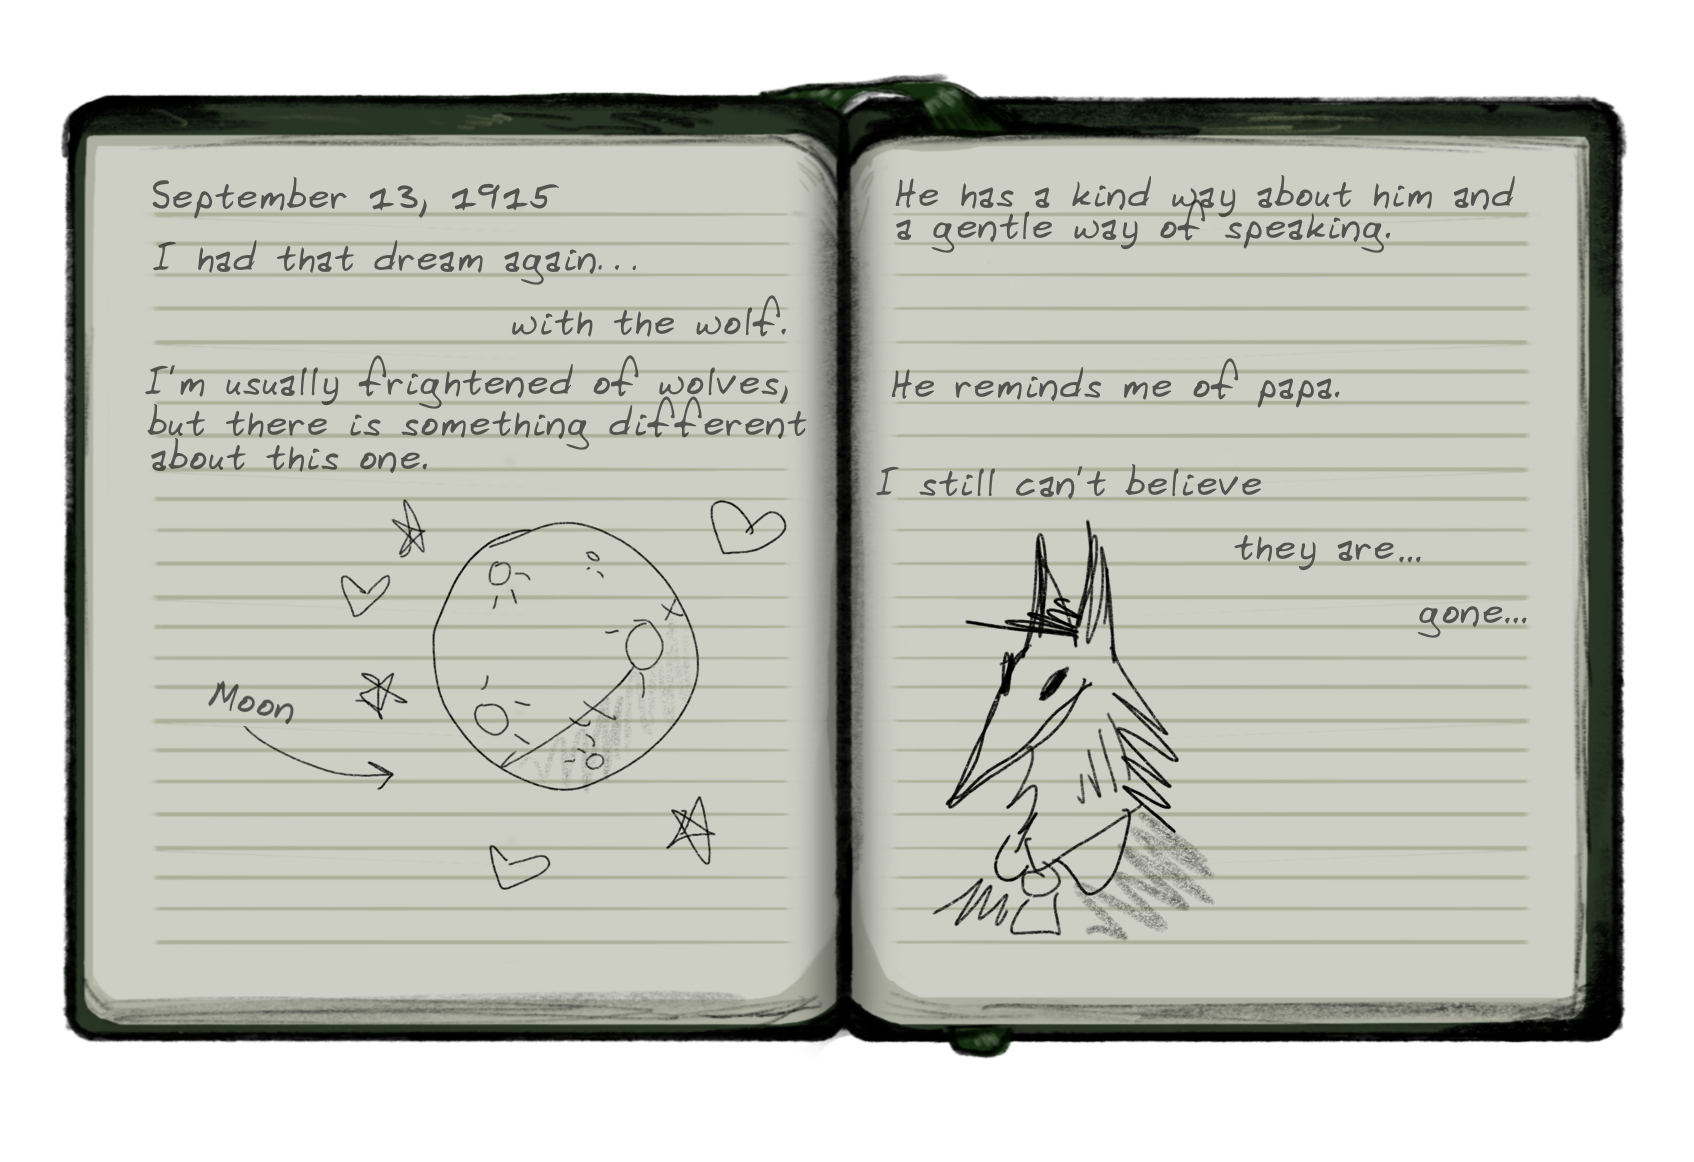 September 13, 1915
I had that dream again...
with the wolf.
I'm usually frightened of wolves,
but there is something different
about this one.
Moon
He has a kind way about him and
a gentle way of speaking.
He reminds me of papa.
I still can't believe
they are...
gone...